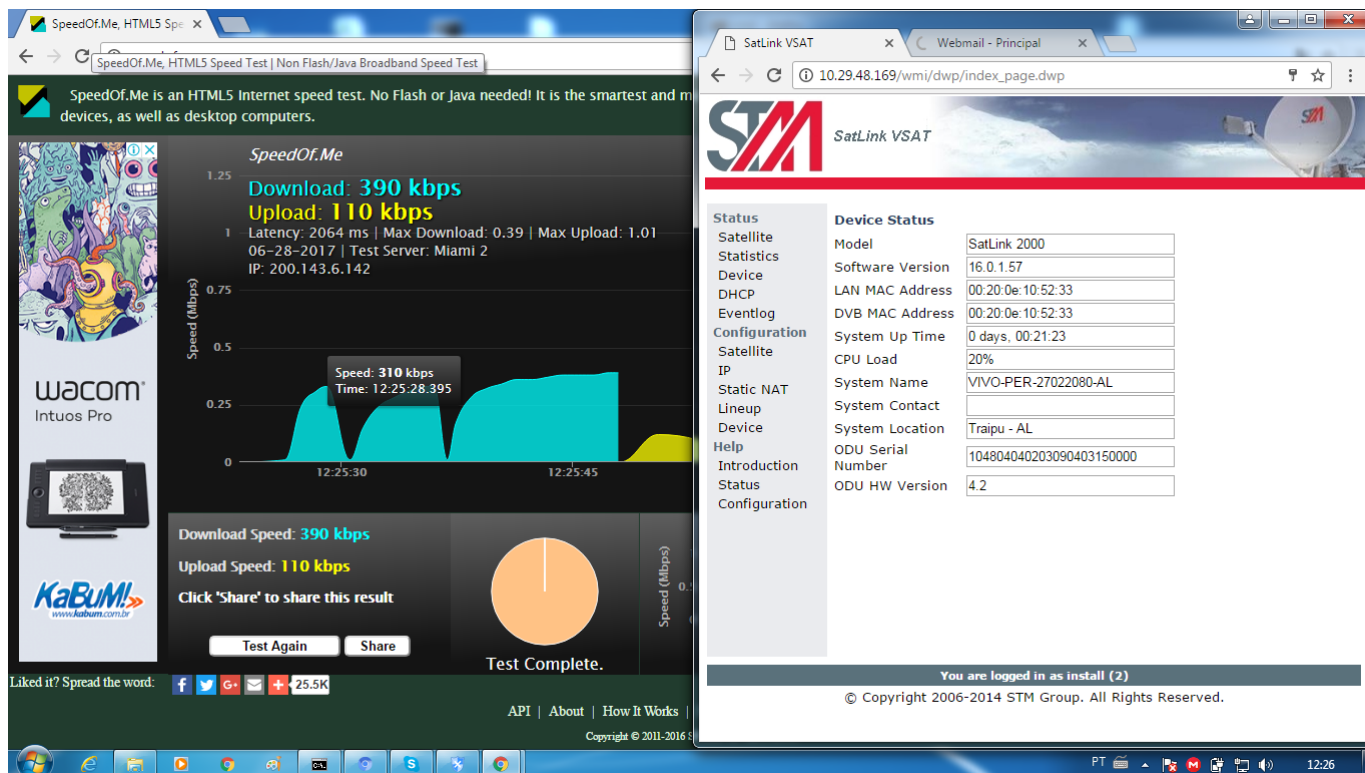 SpeedOf.Me, HTML5 Spe
SpeedOf.Me, HTML5 Speed Test | Non Flash/Java Broadband Speed Test
SpeedOf.Me is an HTML5 Internet speed test. No Flash or Java needed! It is the smartest and m
devices, as well as desktop computers.
SpeedOf.Me
Download: 390 kbps
Upload: 110 kbps
Latency: 2064 ms | Max Download: 0.39 | Max Upload: 1.01
06-28-2017 | Test Server: Miami 2
IP: 200.143.6.142
Speed (Mbps)
1.25
1
0.75
0.5
0.25
0
Speed: 310 kbps
Time: 12:25:28.395
12:25:30
12:25:45
wacom
Intuos Pro
KaBuM!
www.kabum.com.br
Download Speed: 390 kbps
Upload Speed: 110 kbps
Click 'Share' to share this result
Test Again
Share
Test Complete.
Speed (Mbps)
0.
Liked it? Spread the word:
25.5K
API | About | How It Works |
Copyright © 2011-2016 S
SatLink VSAT
Webmail - Principal
10.29.48.169/wmi/dwp/index_page.dwp
STM
SatLink VSAT
STM
Status
Satellite
Statistics
Device
DHCP
Eventlog
Configuration
Satellite
IP
Static NAT
Lineup
Device
Help
Introduction
Status
Configuration
Device Status
Model SatLink 2000
Software Version 16.0.1.57
LAN MAC Address 00:20:0e:10:52:33
DVB MAC Address 00:20:0e:10:52:33
System Up Time 0 days, 00:21:23
CPU Load 20%
System Name VIVO-PER-27022080-AL
System Contact
System Location Traipu - AL
ODU Serial
Number 104804040203090403150000
ODU HW Version 4.2
You are logged in as install (2)
© Copyright 2006-2014 STM Group. All Rights Reserved.
PT
12:26